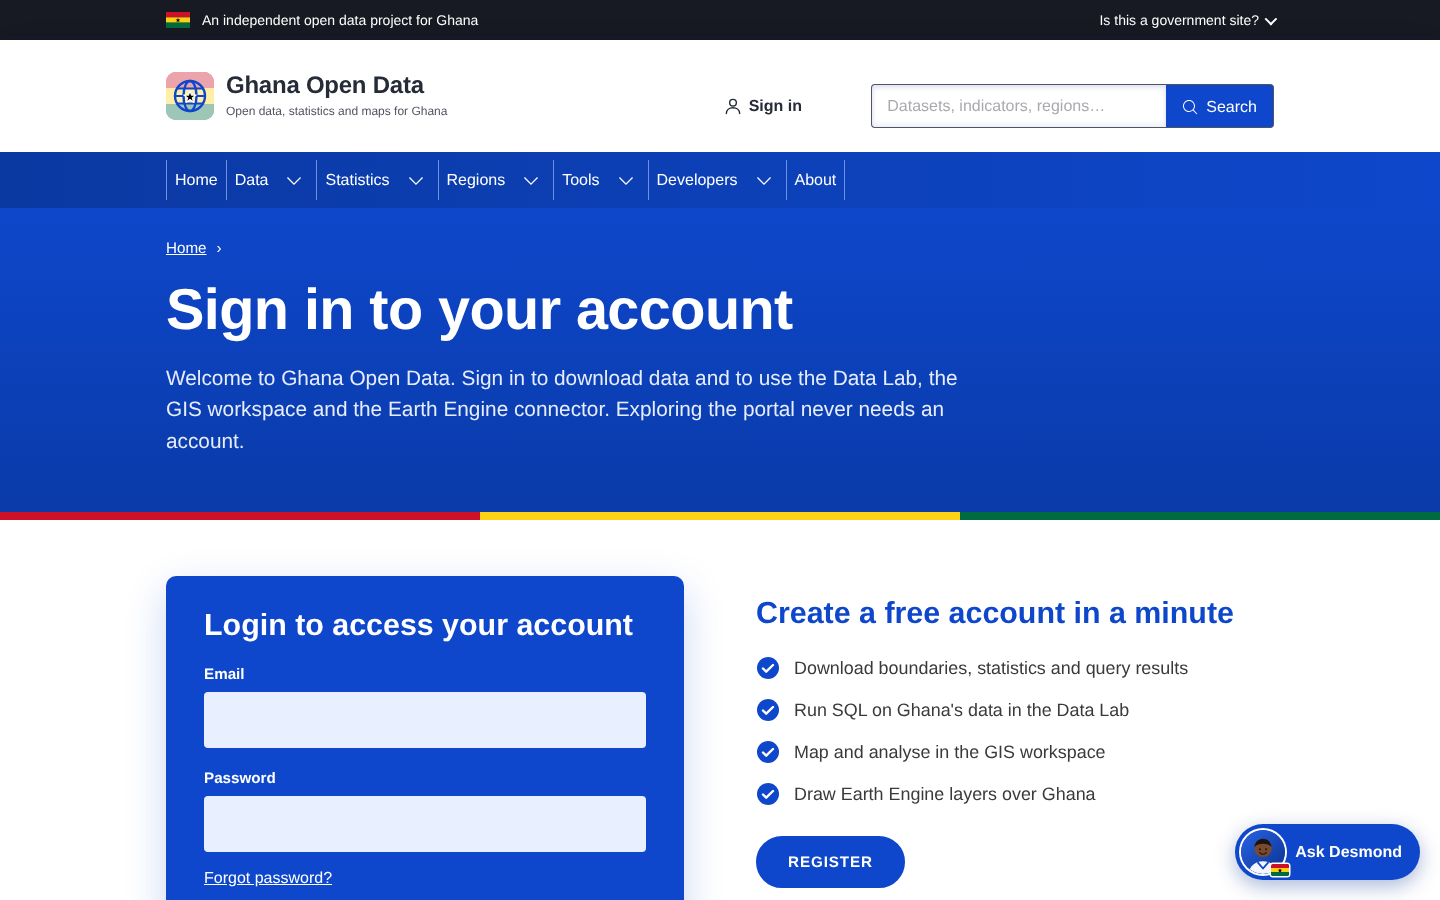 An independent open data project for Ghana
Is this a government site?
Ghana Open Data
Open data, statistics and maps for Ghana
Sign in
Datasets, indicators, regions…
Search
Home
Data
Statistics
Regions
Tools
Developers
About
Home ›
Sign in to your account
Welcome to Ghana Open Data. Sign in to download data and to use the Data Lab, the
GIS workspace and the Earth Engine connector. Exploring the portal never needs an
account.
Login to access your account
Email
Password
Forgot password?
Create a free account in a minute
Download boundaries, statistics and query results
Run SQL on Ghana's data in the Data Lab
Map and analyse in the GIS workspace
Draw Earth Engine layers over Ghana
REGISTER
Ask Desmond